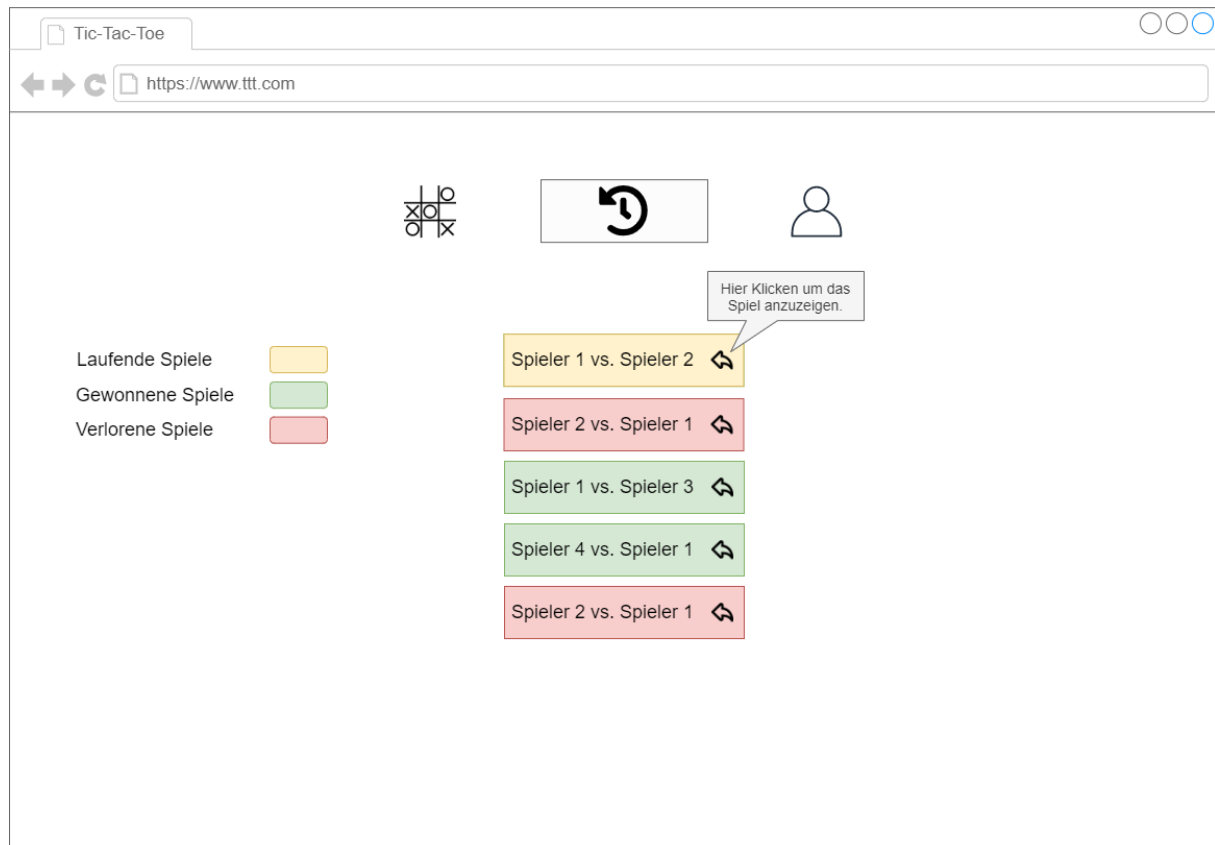 Tic-Tac-Toe
https://www.ttt.com
Hier Klicken um das
Spiel anzuzeigen.
Laufende Spiele
Gewonnene Spiele
Verlorene Spiele
Spieler 1 vs. Spieler 2
Spieler 2 vs. Spieler 1
Spieler 1 vs. Spieler 3
Spieler 4 vs. Spieler 1
Spieler 2 vs. Spieler 1